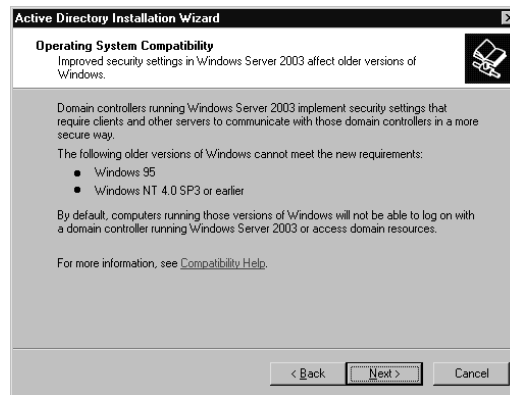 Active Directory Installation Wizard
Operating System Compatibility
Improved security settings in Windows Server 2003 affect older versions of
Windows.
Domain controllers running Windows Server 2003 implement security settings that
require clients and other servers to communicate with those domain controllers in a more
secure way.
The following older versions of Windows cannot meet the new requirements:
• Windows 95
• Windows NT 4.0 SP3 or earlier
By default, computers running those versions of Windows will not be able to log on with
a domain controller running Windows Server 2003 or access domain resources.
For more information, see Compatibility Help.
< Back Next > Cancel